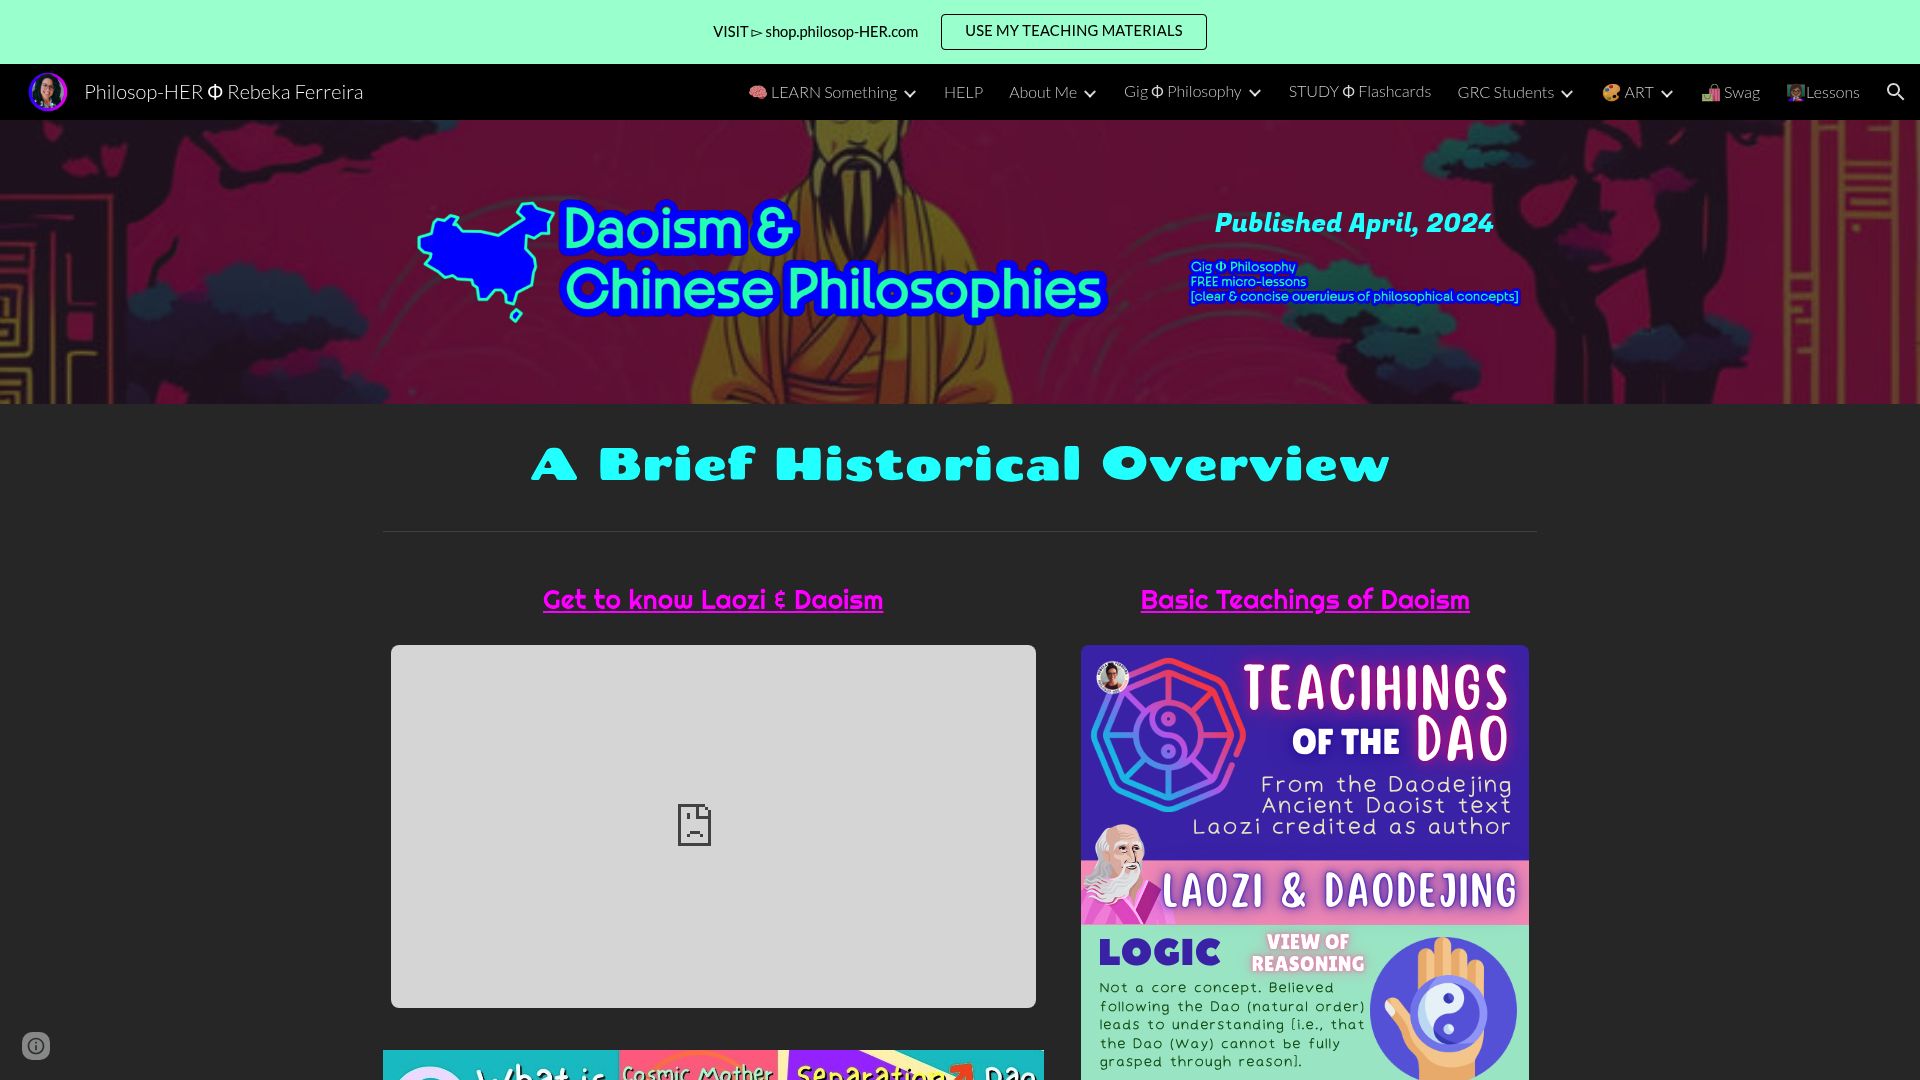 VISIT ▻ shop.philosop-HER.com
USE MY TEACHING MATERIALS
Philosop-HER Φ Rebeka Ferreira
🧠 LEARN Something
HELP
About Me
Gig Φ Philosophy
STUDY Φ Flashcards
GRC Students
🎨 ART
🛍️ Swag
👩🏽‍🏫Lessons
Daoism &
Chinese Philosophies
Published April, 2024
Gig Φ Philosophy
FREE micro-lessons
[clear & concise overviews of philosophical concepts]
A Brief Historical Overview
Get to know Laozi & Daoism
Basic Teachings of Daoism
TEACIHINGS
OF THE DAO
From the Daodejing
Ancient Daoist text
Laozi credited as author
LAOZI & DAODEJING
LOGIC
VIEW OF
REASONING
Not a core concept. Believed
following the Dao (natural order)
leads to understanding [i.e., that
the Dao (Way) cannot be fully
grasped through reason].
What is
Cosmic Mother
Separation
Dao